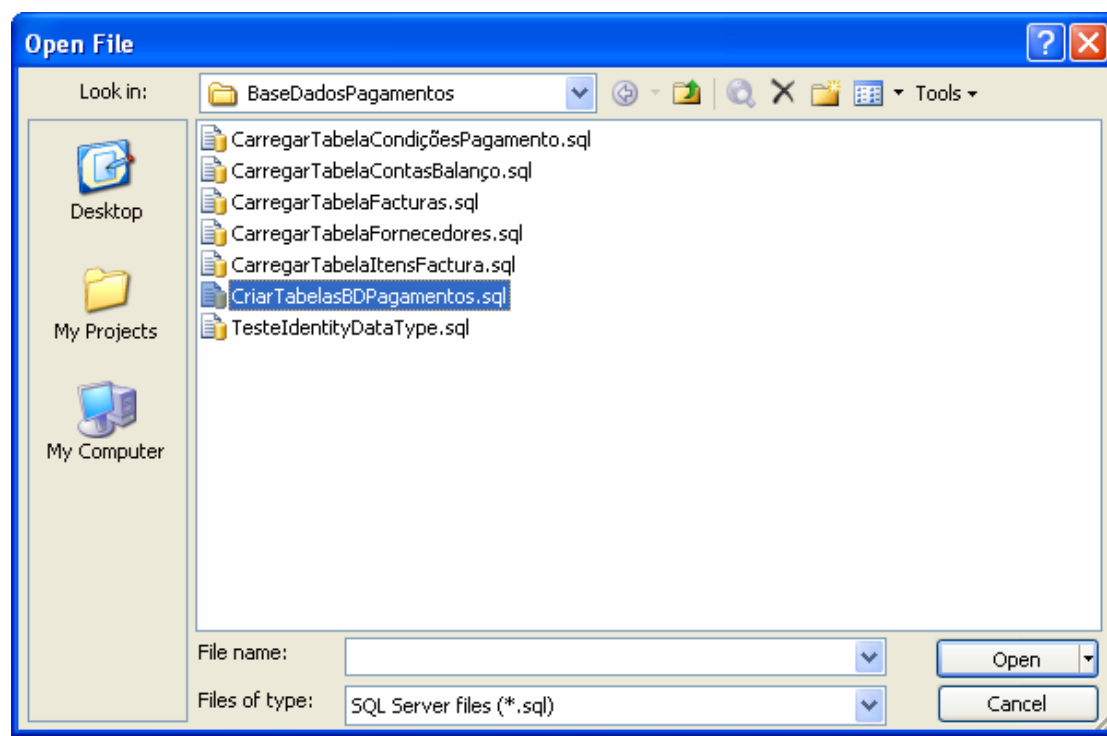 Open File
Look in:
BaseDadosPagamentos
Tools
Desktop
My Projects
My Computer
CarregarTabelaCondiçõesPagamento.sql
CarregarTabelaContasBalanço.sql
CarregarTabelaFacturas.sql
CarregarTabelaFornecedores.sql
CarregarTabelaItensFactura.sql
CriarTabelasBDPagamentos.sql
TesteIdentityDataType.sql
File name:
Open
Files of type:
SQL Server files (*.sql)
Cancel